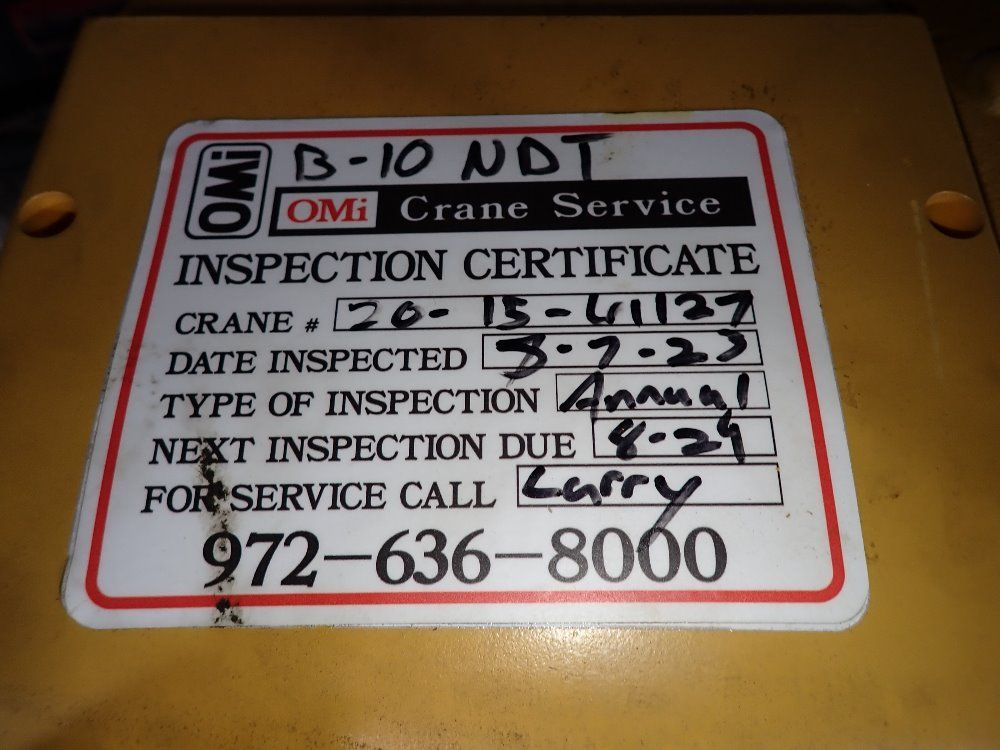 OMi
B-10 NDT
OMi Crane Service
INSPECTION CERTIFICATE
CRANE # 20-15-41127
DATE INSPECTED 8-7-23
TYPE OF INSPECTION Annual
NEXT INSPECTION DUE 8-24
FOR SERVICE CALL Larry
972-636-8000